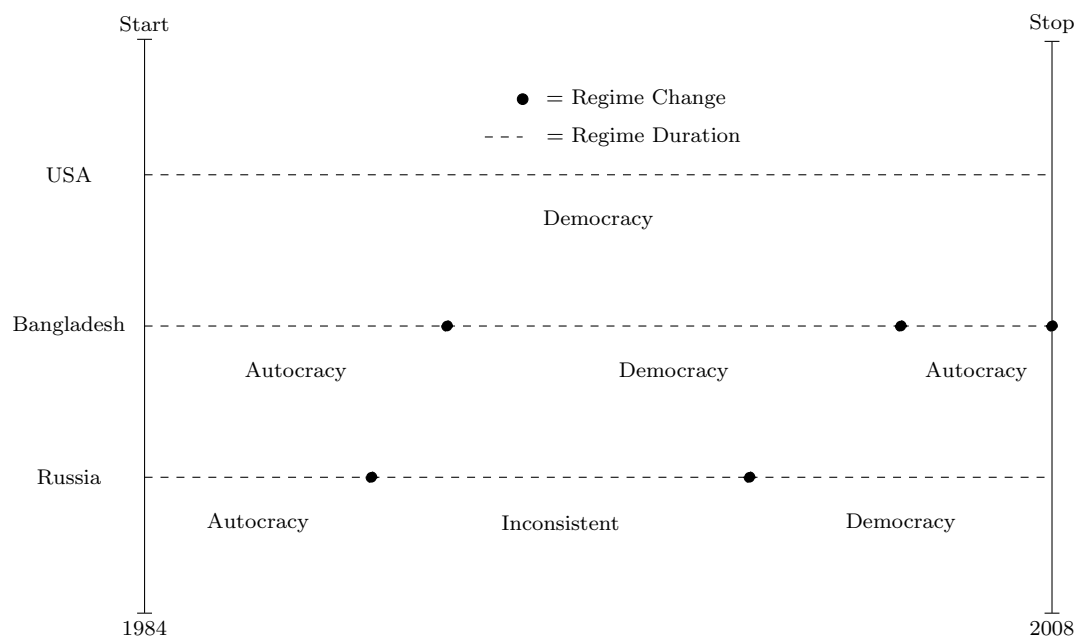 Start
Stop
= Regime Change
= Regime Duration
USA
Democracy
Bangladesh
Autocracy
Democracy
Autocracy
Russia
Autocracy
Inconsistent
Democracy
1984
2008